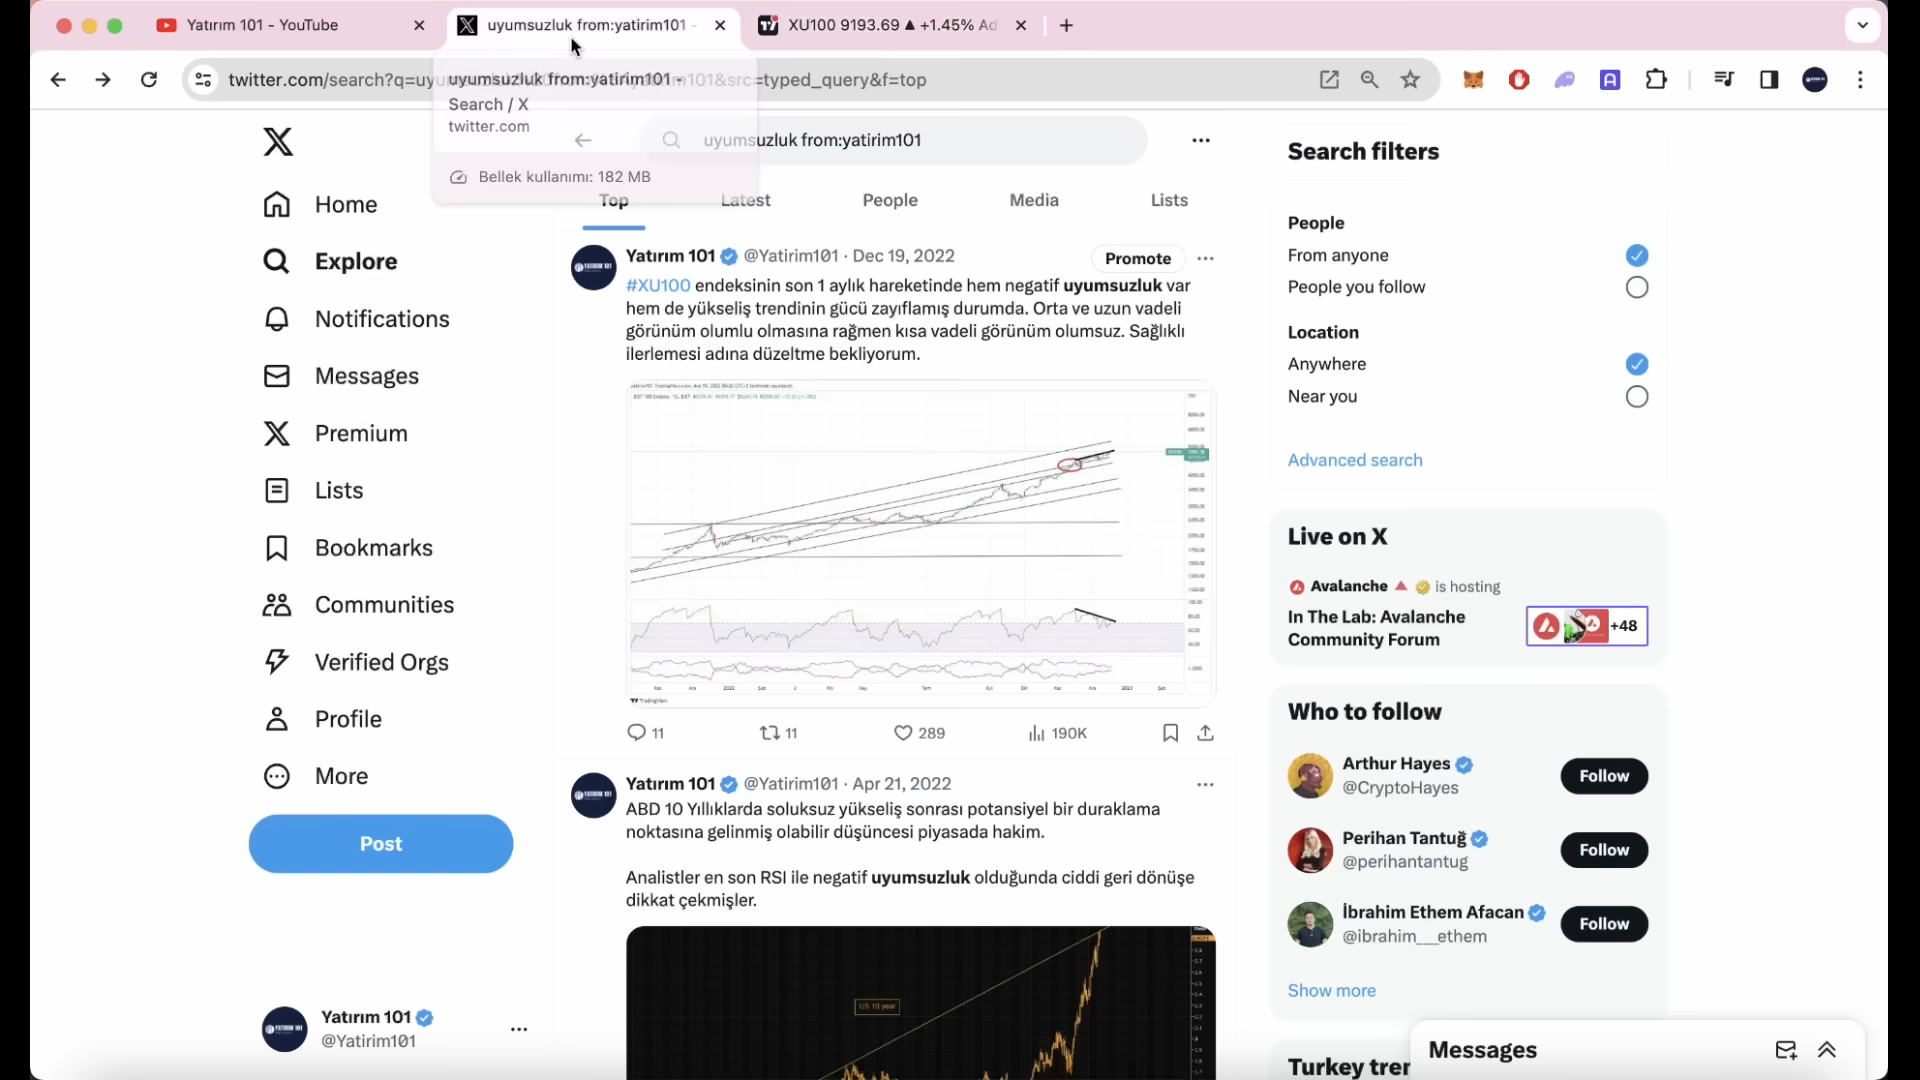 Yatırım 101 - YouTube
uyumsuzluk from:yatirim101 -
XU100 9193.69 ▲ +1.45% Ad
twitter.com/search?q=uyu
m101&src=typed_query&f=top
uyumsuzluk from:yatirim101 -
Search / X
twitter.com
Bellek kullanımı: 182 MB
uyumsuzluk from:yatirim101
Home
Explore
Notifications
Messages
Premium
Lists
Bookmarks
Communities
Verified Orgs
Profile
More
Post
Yatırım 101
@Yatirim101
Top
Latest
People
Media
Lists
Yatırım 101 @Yatirim101 · Dec 19, 2022
Promote
#XU100 endeksinin son 1 aylık hareketinde hem negatif uyumsuzluk var
hem de yükseliş trendinin gücü zayıflamış durumda. Orta ve uzun vadeli
görünüm olumlu olmasına rağmen kısa vadeli görünüm olumsuz. Sağlıklı
ilerlemesi adına düzeltme bekliyorum.
2022
2023
TradingView
11
11
289
190K
Yatırım 101 @Yatirim101 · Apr 21, 2022
ABD 10 Yıllıklarda soluksuz yükseliş sonrası potansiyel bir duraklama
noktasına gelinmiş olabilir düşüncesi piyasada hakim.
Analistler en son RSI ile negatif uyumsuzluk olduğunda ciddi geri dönüşe
dikkat çekmişler.
US 10 year
Search filters
People
From anyone
People you follow
Location
Anywhere
Near you
Advanced search
Live on X
Avalanche is hosting
In The Lab: Avalanche
Community Forum
+48
Who to follow
Arthur Hayes
@CryptoHayes
Follow
Perihan Tantuğ
@perihantantug
Follow
İbrahim Ethem Afacan
@ibrahim___ethem
Follow
Show more
Turkey tren
Messages